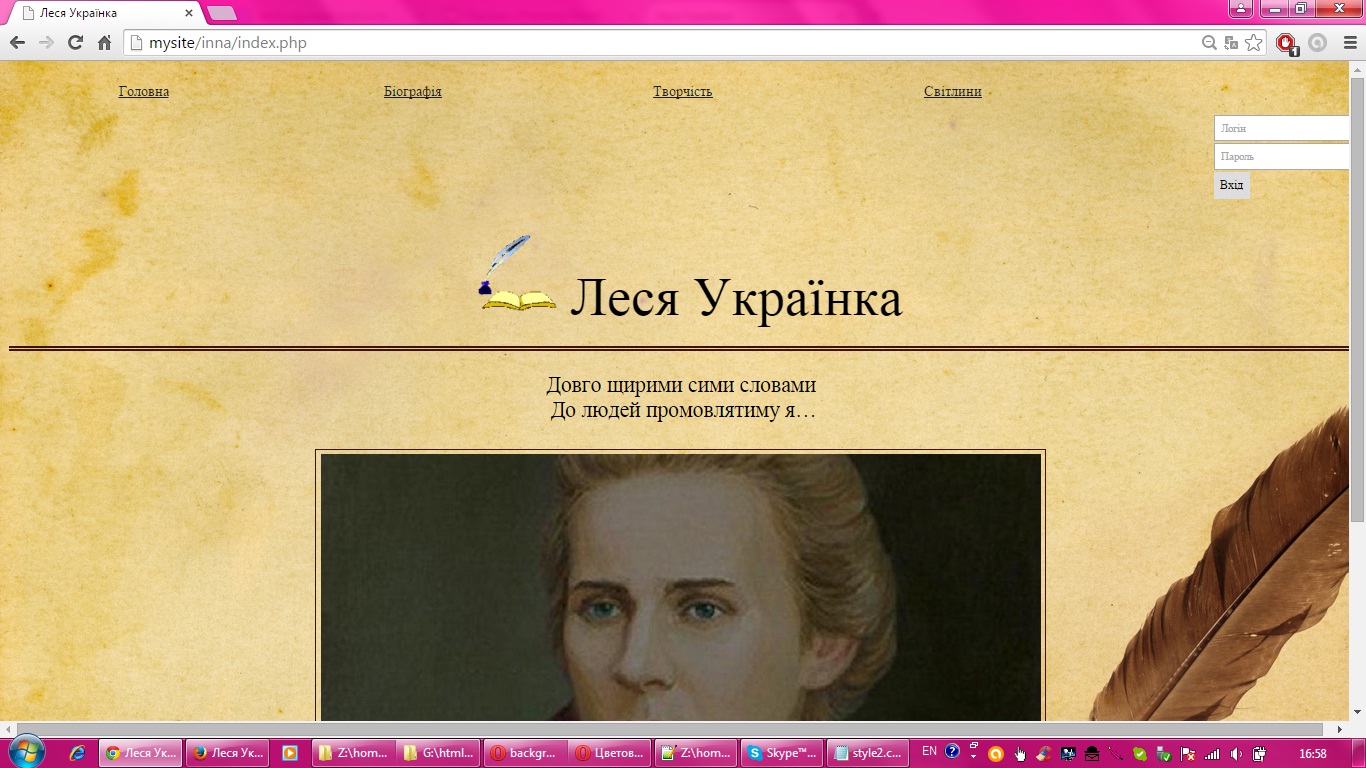 Леся Українка
mysite/inna/index.php
1
Головна
Біографія
Творчість
Світлини
Логін
Пароль
Вхід
Леся Українка
Довго щирими сими словами
До людей промовлятиму я…
Леся Ук...
Леся Ук...
Z:\hom...
G:\html...
backgr...
Цветов...
Z:\hom...
Skype™...
style2.c...
EN
16:58